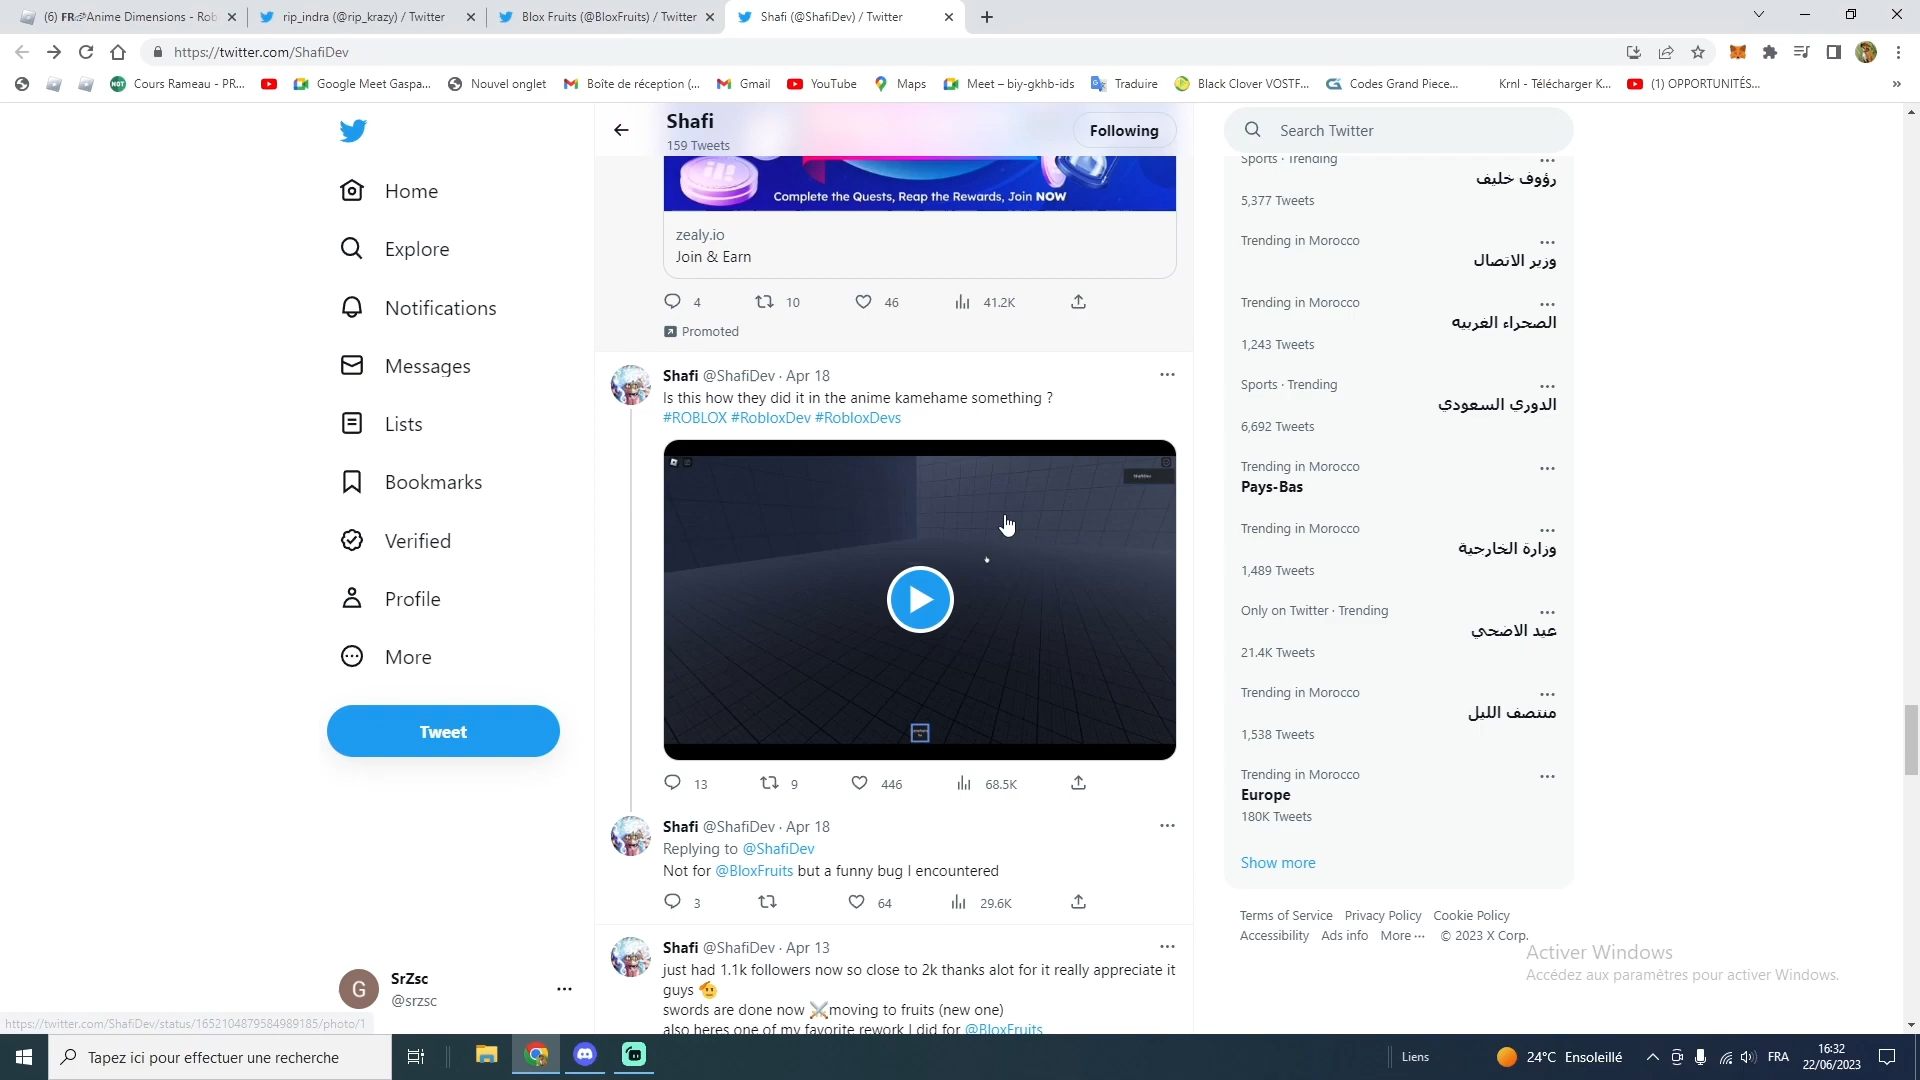 (6) FR🎌Anime Dimensions - Rob
rip_indra (@rip_krazy) / Twitter
Blox Fruits (@BloxFruits) / Twitter
Shafi (@ShafiDev) / Twitter
https://twitter.com/ShafiDev
Cours Rameau - PR...
Google Meet Gaspa...
Nouvel onglet
Boîte de réception (...
Gmail
YouTube
Maps
Meet – biy-gkhb-ids
Traduire
Black Clover VOSTF...
Codes Grand Piece...
Krnl - Télécharger K...
(1) OPPORTUNITÉS...
Home
Explore
Notifications
Messages
Lists
Bookmarks
Verified
Profile
More
Tweet
G
SrZsc
@srzsc
https://twitter.com/ShafiDev/status/1652104879584989185/photo/1
Shafi
159 Tweets
Following
Complete the Quests, Reap the Rewards, Join NOW
zealy.io
Join & Earn
4 10 46 41.2K
Promoted
Shafi @ShafiDev · Apr 18
Is this how they did it in the anime kamehame something ?
#ROBLOX #RobloxDev #RobloxDevs
13 9 446 68.5K
Shafi @ShafiDev · Apr 18
Replying to @ShafiDev
Not for @BloxFruits but a funny bug I encountered
3 64 29.6K
Shafi @ShafiDev · Apr 13
just had 1.1k followers now so close to 2k thanks alot for it really appreciate it
guys 🫡
swords are done now ⚔️moving to fruits (new one)
also heres one of my favorite rework I did for @BloxFruits
Search Twitter
Sports · Trending
رؤوف خليف
5,377 Tweets
Trending in Morocco
وزير الاتصال
Trending in Morocco
الصحراء الغربيه
1,243 Tweets
Sports · Trending
الدوري السعودي
6,692 Tweets
Trending in Morocco
Pays-Bas
Trending in Morocco
وزارة الخارجية
1,489 Tweets
Only on Twitter · Trending
عيد الاضحي
21.4K Tweets
Trending in Morocco
منتصف الليل
1,538 Tweets
Trending in Morocco
Europe
180K Tweets
Show more
Terms of Service Privacy Policy Cookie Policy
Accessibility Ads info More ··· © 2023 X Corp.
Activer Windows
Accédez aux paramètres pour activer Windows.
Tapez ici pour effectuer une recherche
Liens
24°C Ensoleillé
FRA
16:32
22/06/2023